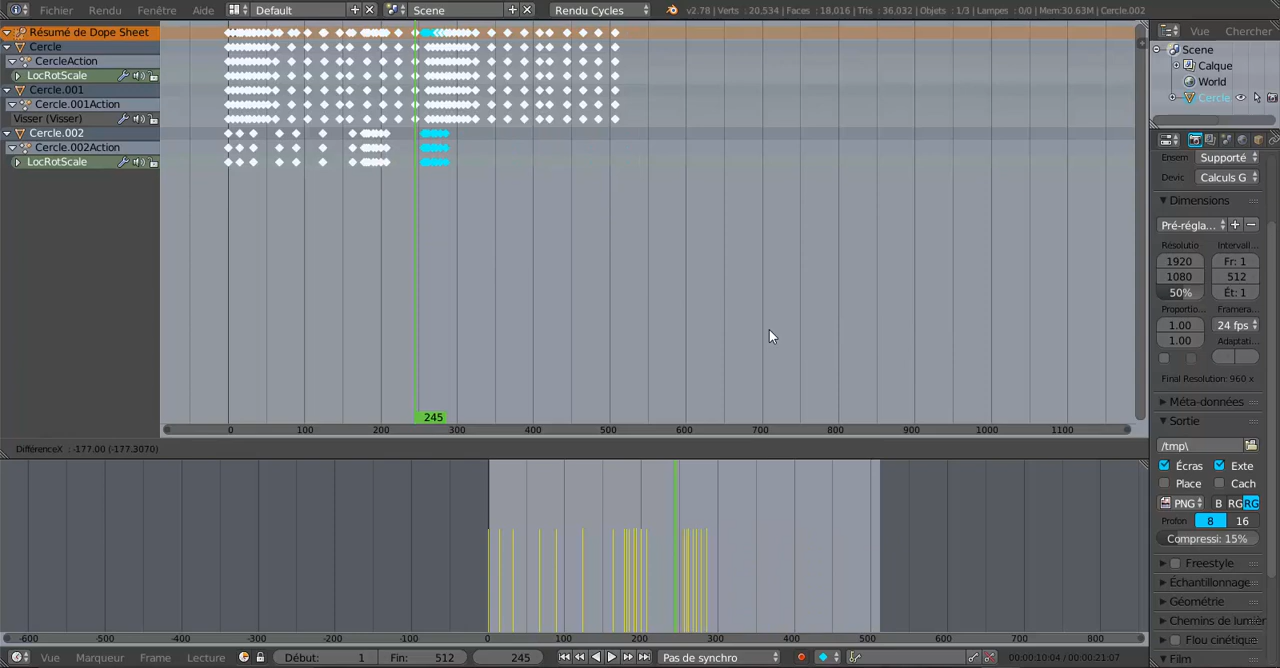 Fichier Rendu Fenêtre Aide Default Scene Rendu Cycles v2.78 | Verts : 20,534 | Faces : 18,016 | Tris : 36,032 | Objets : 1/3 | Lampes : 0/0 | Mem:30.63M | Cercle.002
Vue Chercher
Résumé de Dope Sheet
Cercle
CercleAction
LocRotScale
Cercle.001
Cercle.001Action
Visser (Visser)
Cercle.002
Cercle.002Action
LocRotScale
245
0 100 200 300 400 500 600 700 800 900 1000 1100
DifférenceX : -177.00 (-177.3070)
-600 -500 -400 -300 -200 -100 0 100 200 300 400 500 600 700 800
Vue Marqueur Frame Lecture Début: 1 Fin: 512 245 Pas de synchro 00:00:10:04 / 00:00:21:07
Scene
Calque
World
Cercle
Ensem Supporté
Devic Calculs G
Dimensions
Pré-régla...
Résolutio Intervall...
1920 Fr: 1
1080 512
50% Ét: 1
Proportio... Framera...
1.00 24 fps
1.00 Adaptati...
Final Resolution: 960 x
Méta-données
Sortie
/tmp\
Écras Exte
Place Cach
PNG B RG RG
Profon 8 16
Compressi: 15%
Freestyle
Échantillonnage
Géométrie
Chemins de lumièr
Flou cinétique
Film